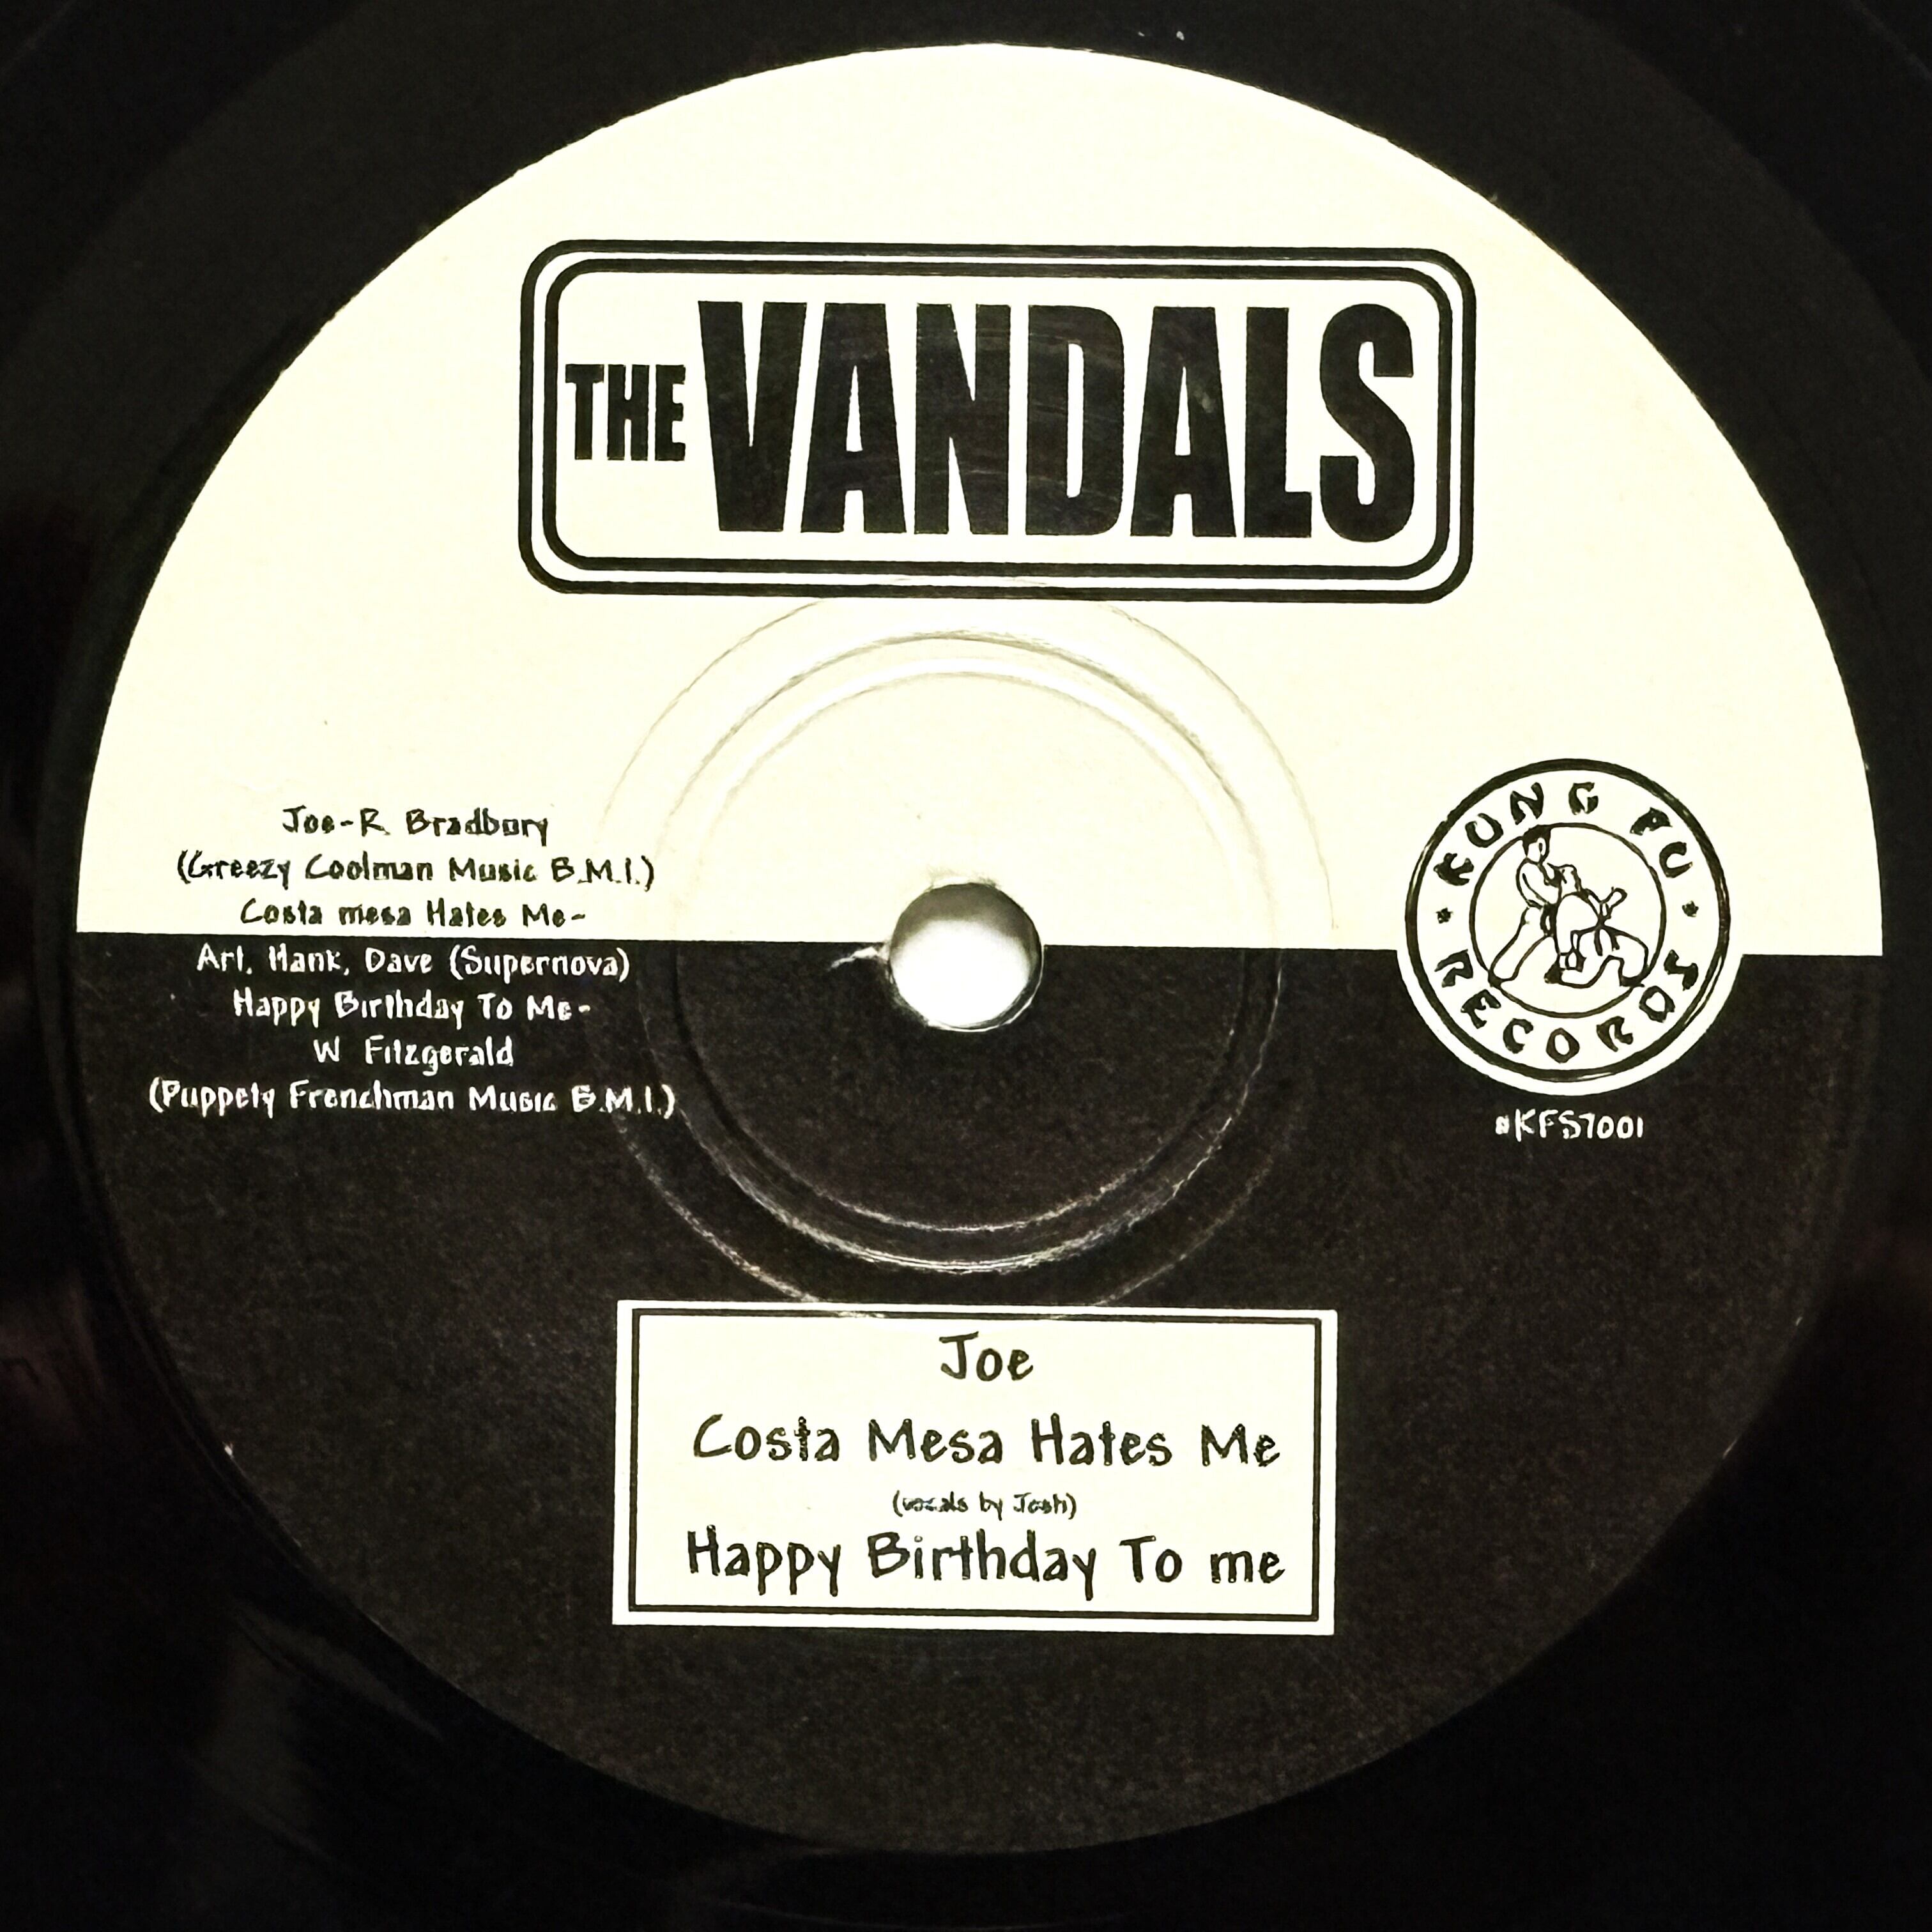 THE VANDALS
Joe-R. Bradbury
(Greezy Coolman Music B.M.I.)
Costa mesa Hates Me-
Art, Hank, Dave (Supernova)
Happy Birthday To Me-
W Fitzgerald
(Puppety Frenchman Music B.M.I.)
KUNG FU
RECORDS
#KFS7001
Joe
Costa Mesa Hates Me
(vocals by Josh)
Happy Birthday To me